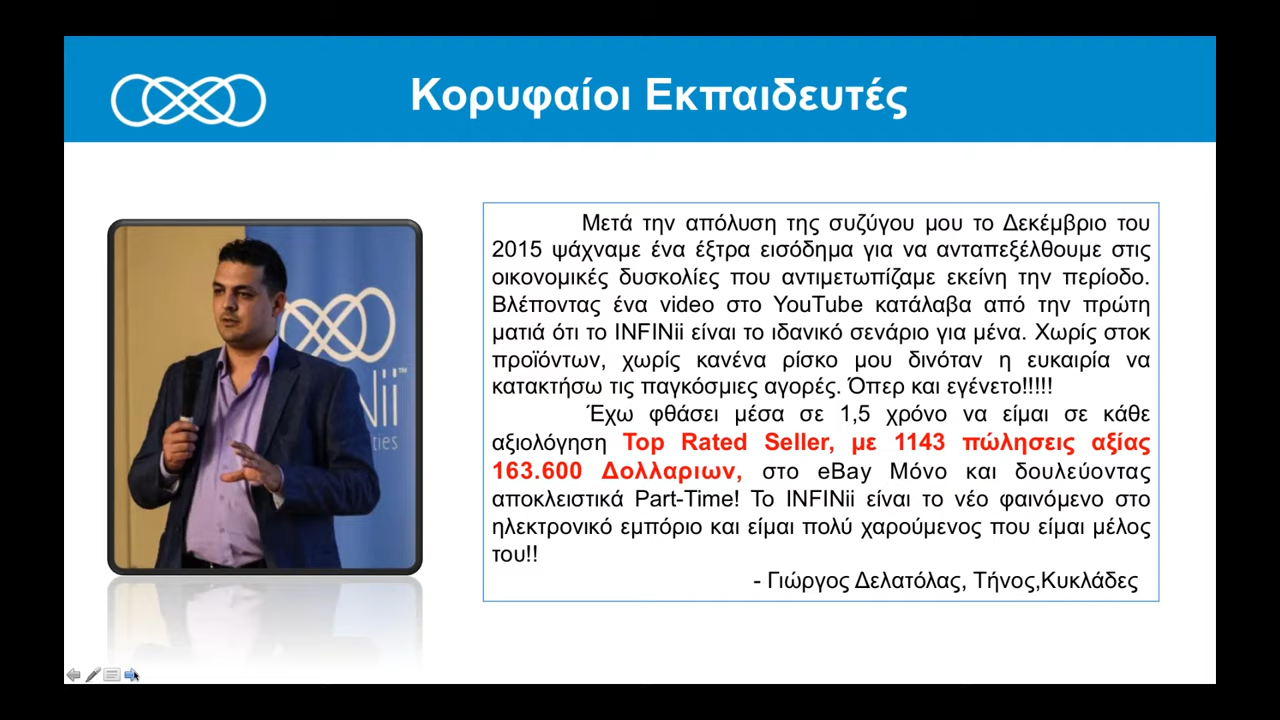 Κορυφαίοι Εκπαιδευτές
Μετά την απόλυση της συζύγου μου το Δεκέμβριο του
2015 ψάχναμε ένα έξτρα εισόδημα για να ανταπεξέλθουμε στις
οικονομικές δυσκολίες που αντιμετωπίζαμε εκείνη την περίοδο.
Βλέποντας ένα video στο YouTube κατάλαβα από την πρώτη
ματιά ότι το INFINii είναι το ιδανικό σενάριο για μένα. Χωρίς στοκ
προϊόντων, χωρίς κανένα ρίσκο μου δινόταν η ευκαιρία να
κατακτήσω τις παγκόσμιες αγορές. Όπερ και εγένετο!!!!!
Έχω φθάσει μέσα σε 1,5 χρόνο να είμαι σε κάθε
αξιολόγηση Top Rated Seller, με 1143 πώλησεις αξίας
163.600 Δολλαριων, στο eBay Μόνο και δουλεύοντας
αποκλειστικά Part-Time! Το INFINii είναι το νέο φαινόμενο στο
ηλεκτρονικό εμπόριο και είμαι πολύ χαρούμενος που είμαι μέλος
του!!
- Γιώργος Δελατόλας, Τήνος,Κυκλάδες